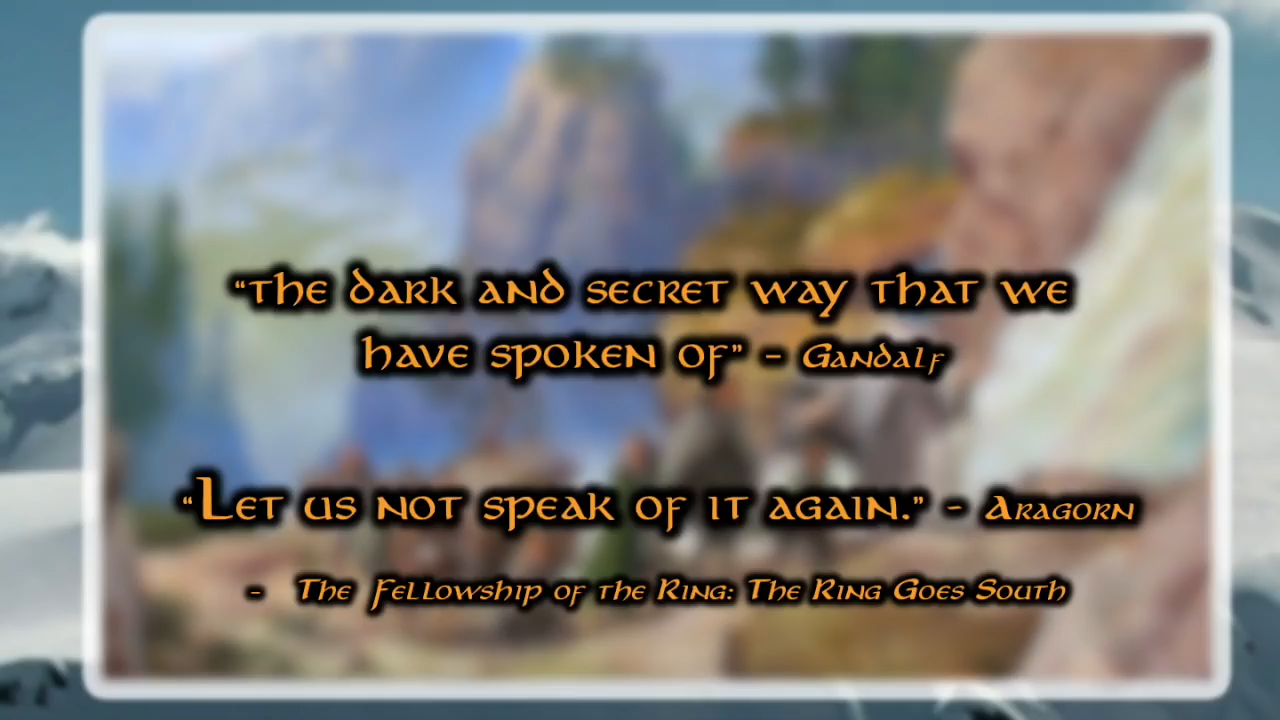 “the dark and secret way that we
have spoken of” - Gandalf
“Let us not speak of it again.” - Aragorn
- The Fellowship of the Ring: The Ring Goes South